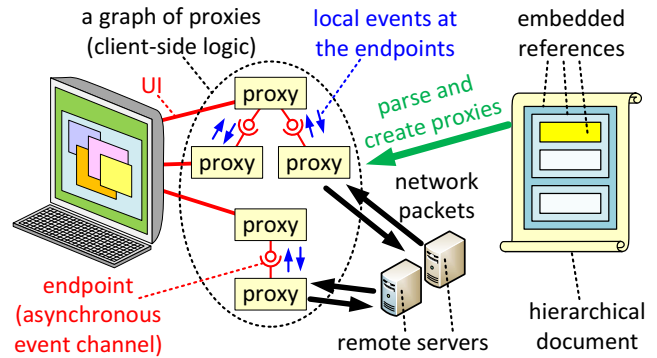 a graph of proxies
(client-side logic)
local events at
the endpoints
embedded
references
UI
proxy
parse and
create proxies
proxy
proxy
network
packets
proxy
endpoint
(asynchronous
event channel)
proxy
remote servers
hierarchical
document